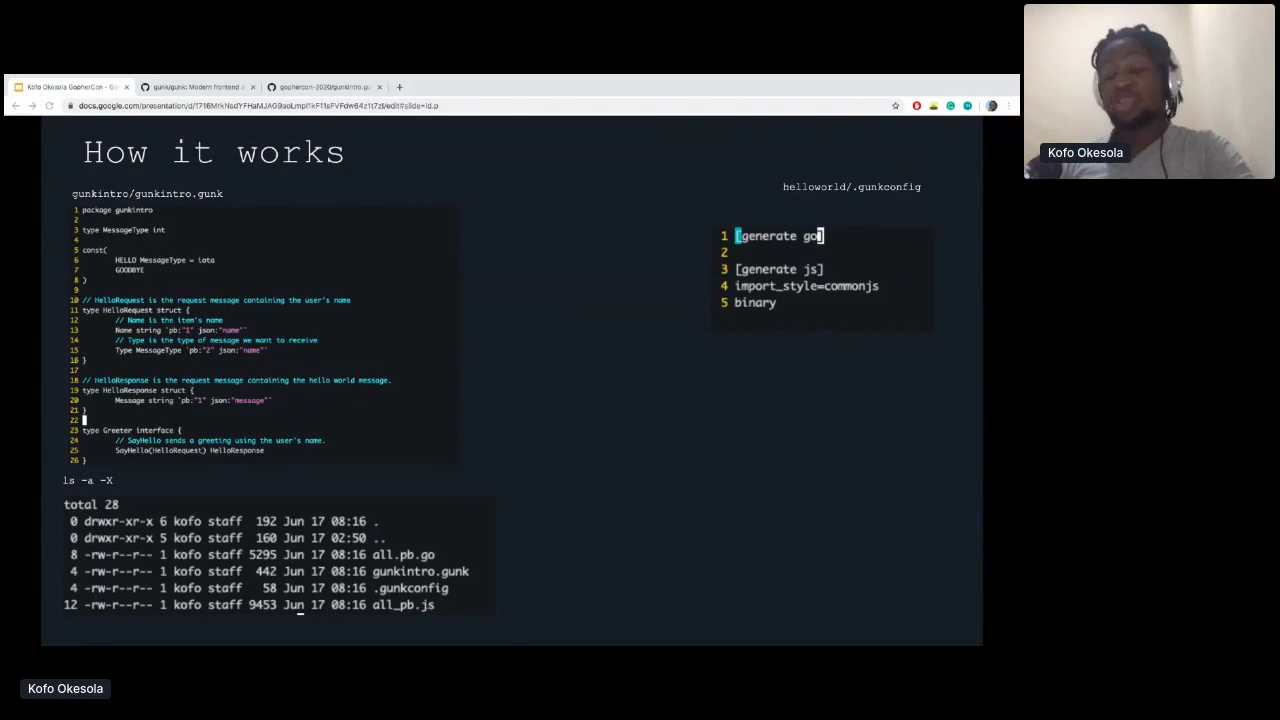 Kofo Okesola GopherCon - Go
gunk/gunk: Modern frontend a
gophercon-2020/gunkintro.gu
docs.google.com/presentation/d/
How it works
gunkintro/gunkintro.gunk
1 package gunkintro
2
3 type MessageType int
4
5 const(
6 HELLO MessageType = iota
7 GOODBYE
8 )
9
10 // HelloRequest is the request message containing the user's name
11 type HelloRequest struct {
12 // Name is the item's name
13 Name string `pb:"1" json:"name"`
14 // Type is the type of message we want to receive
15 Type MessageType `pb:"2" json:"name"`
16 }
17
18 // HelloResponse is the request message containing the hello world message.
19 type HelloResponse struct {
20 Message string `pb:"1" json:"message"`
21 }
22
23 type Greeter interface {
24 // SayHello sends a greeting using the user's name.
25 SayHello(HelloRequest) HelloResponse
26 }
ls -a -X
total 28
0 drwxr-xr-x 6 kofo staff 192 Jun 17 08:16 .
0 drwxr-xr-x 5 kofo staff 160 Jun 17 02:50 ..
8 -rw-r--r-- 1 kofo staff 5295 Jun 17 08:16 all.pb.go
4 -rw-r--r-- 1 kofo staff 442 Jun 17 08:16 gunkintro.gunk
4 -rw-r--r-- 1 kofo staff 58 Jun 17 08:16 .gunkconfig
12 -rw-r--r-- 1 kofo staff 9453 Jun 17 08:16 all_pb.js
helloworld/.gunkconfig
1 [generate go]
2
3 [generate js]
4 import_style=commonjs
5 binary
Kofo Okesola
Kofo Okesola